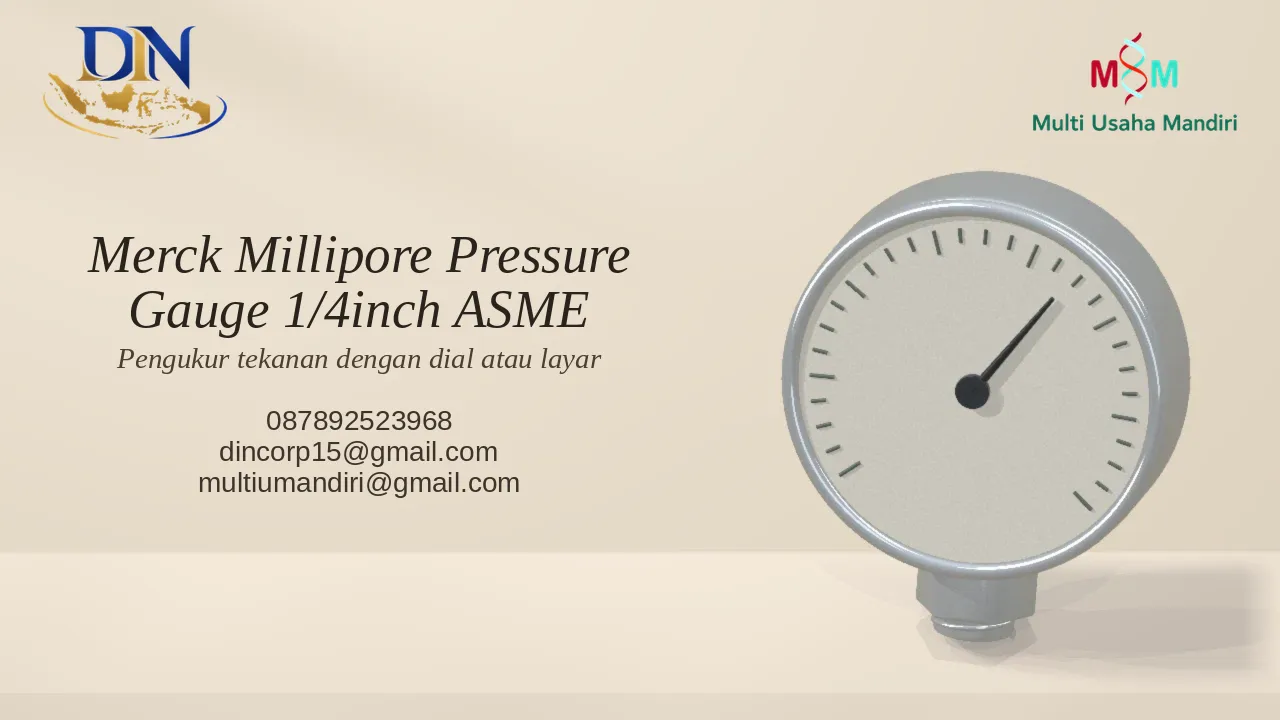 DIN
M M
Multi Usaha Mandiri
Merck Millipore Pressure
Gauge 1/4inch ASME
Pengukur tekanan dengan dial atau layar
087892523968
dincorp15@gmail.com
multiumandiri@gmail.com